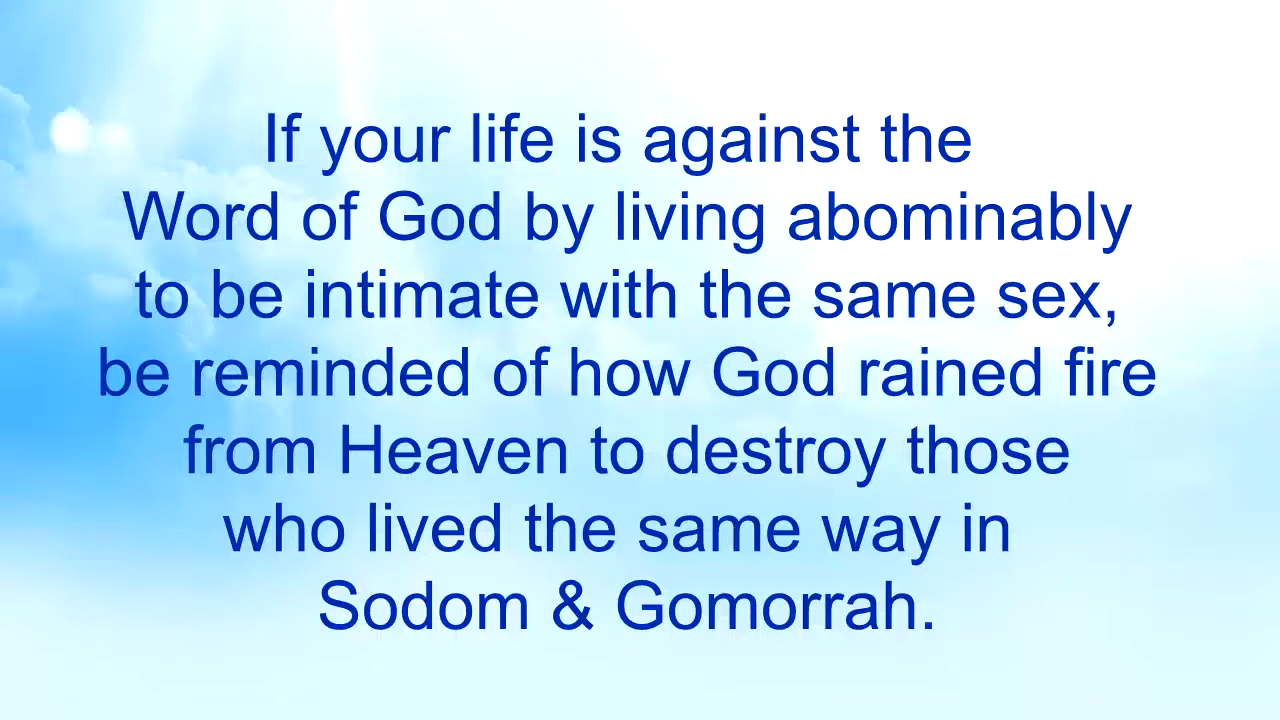 If your life is against the
Word of God by living abominably
to be intimate with the same sex,
be reminded of how God rained fire
from Heaven to destroy those
who lived the same way in
Sodom & Gomorrah.